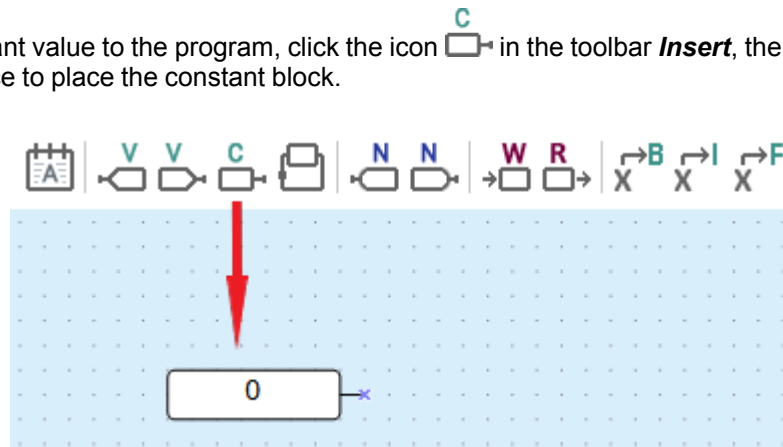 C
ant value to the program, click the icon in the toolbar Insert, the
e to place the constant block.
A V V C N N W R B I F
X X X
0